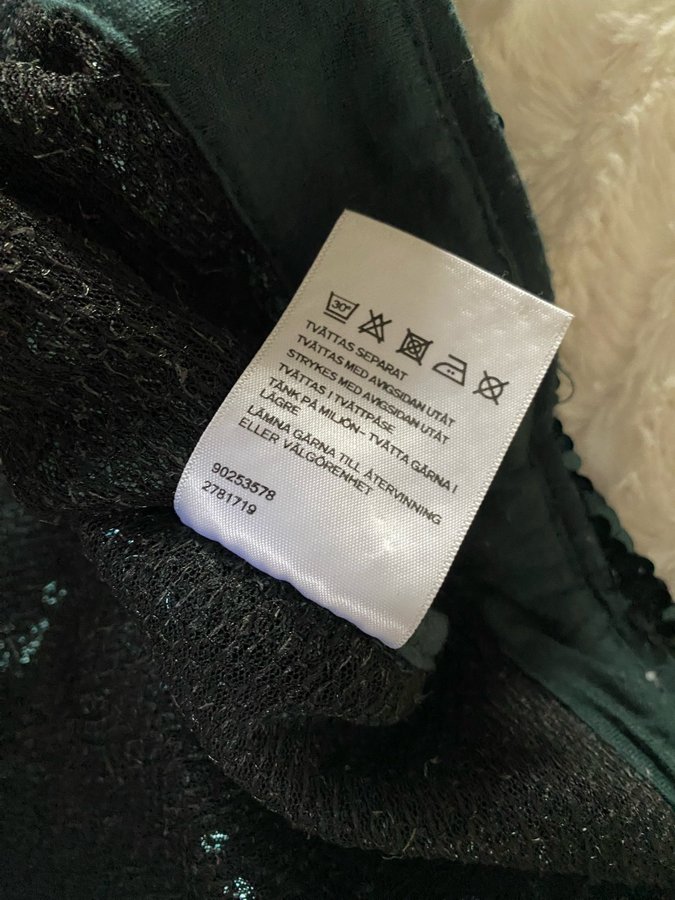 30°
TVÄTTAS SEPARAT
TVÄTTAS MED AVIGSIDAN UTÅT
STRYKES MED AVIGSIDAN UTÅT
TVÄTTAS I TVÄTTPÅSE
TÄNK PÅ MILJÖN- TVÄTTA GÄRNA I
LÄGRE
LÄMNA GÄRNA TILL ÅTERVINNING
ELLER VÄLGÖRENHET
90253578
2781719